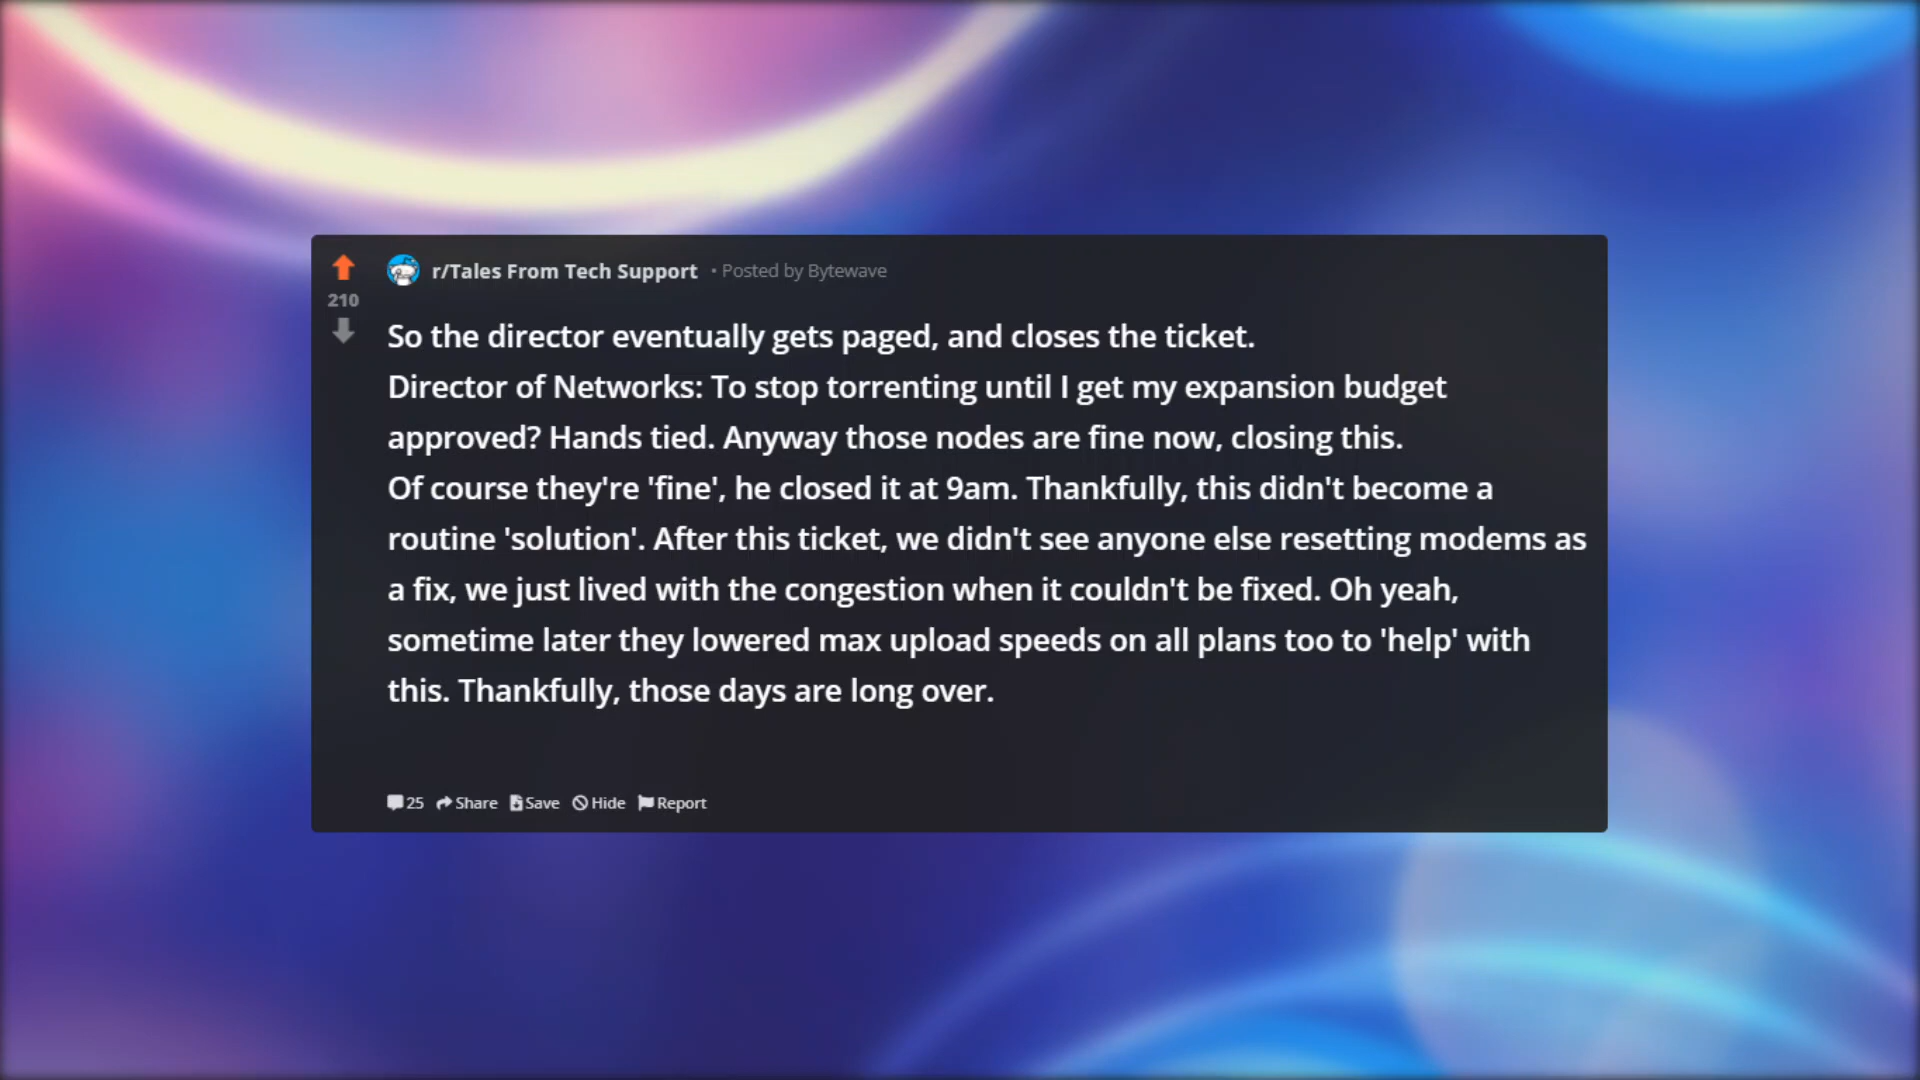 r/Tales From Tech Support • Posted by Bytewave
210
So the director eventually gets paged, and closes the ticket.
Director of Networks: To stop torrenting until I get my expansion budget
approved? Hands tied. Anyway those nodes are fine now, closing this.
Of course they're 'fine', he closed it at 9am. Thankfully, this didn't become a
routine 'solution'. After this ticket, we didn't see anyone else resetting modems as
a fix, we just lived with the congestion when it couldn't be fixed. Oh yeah,
sometime later they lowered max upload speeds on all plans too to 'help' with
this. Thankfully, those days are long over.
25 Share Save Hide Report